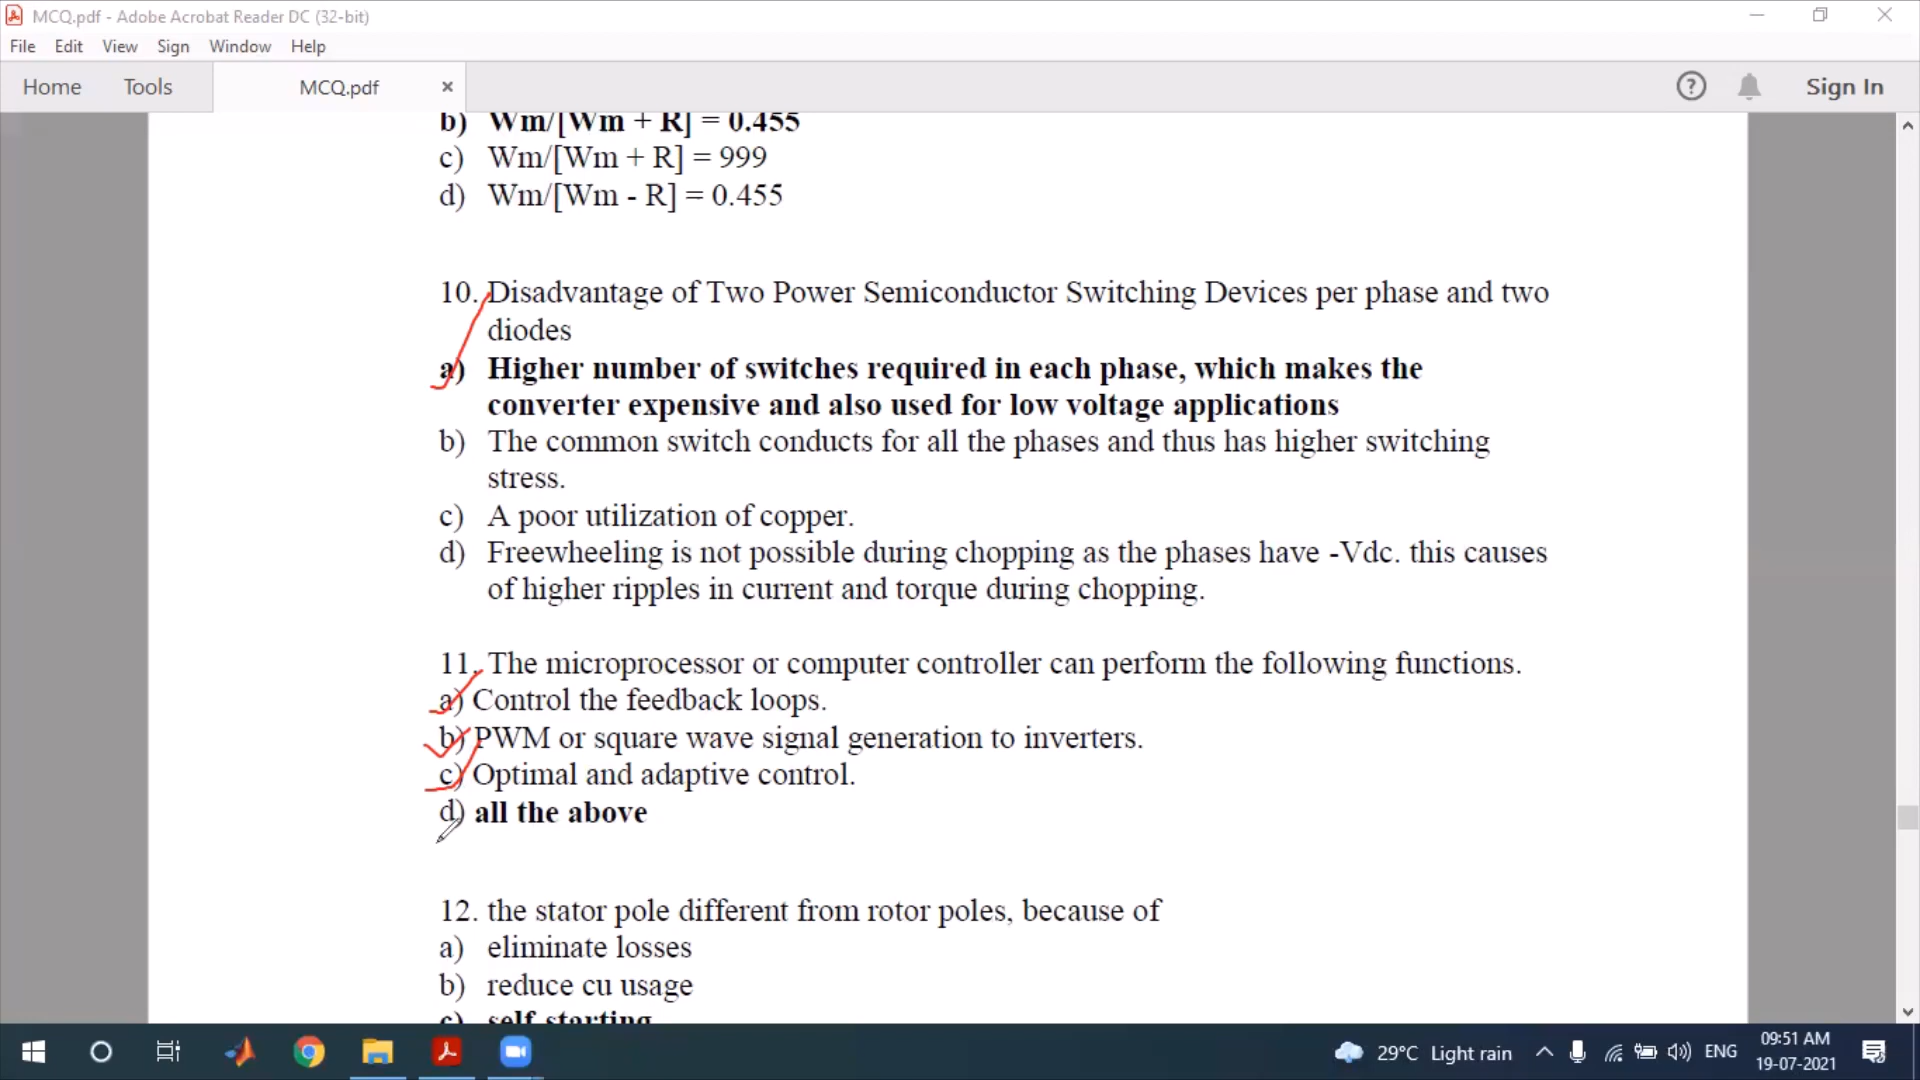 MCQ.pdf - Adobe Acrobat Reader DC (32-bit)
File Edit View Sign Window Help
Home Tools MCQ.pdf × ? Sign In
b) Wm/[Wm + R] = 0.455
c) Wm/[Wm + R] = 999
d) Wm/[Wm - R] = 0.455
10. Disadvantage of Two Power Semiconductor Switching Devices per phase and two
diodes
a) Higher number of switches required in each phase, which makes the
converter expensive and also used for low voltage applications
b) The common switch conducts for all the phases and thus has higher switching
stress.
c) A poor utilization of copper.
d) Freewheeling is not possible during chopping as the phases have -Vdc. this causes
of higher ripples in current and torque during chopping.
11. The microprocessor or computer controller can perform the following functions.
a) Control the feedback loops.
b) PWM or square wave signal generation to inverters.
c) Optimal and adaptive control.
d) all the above
12. the stator pole different from rotor poles, because of
a) eliminate losses
b) reduce cu usage
c) self starting
29°C Light rain ENG 09:51 AM
19-07-2021